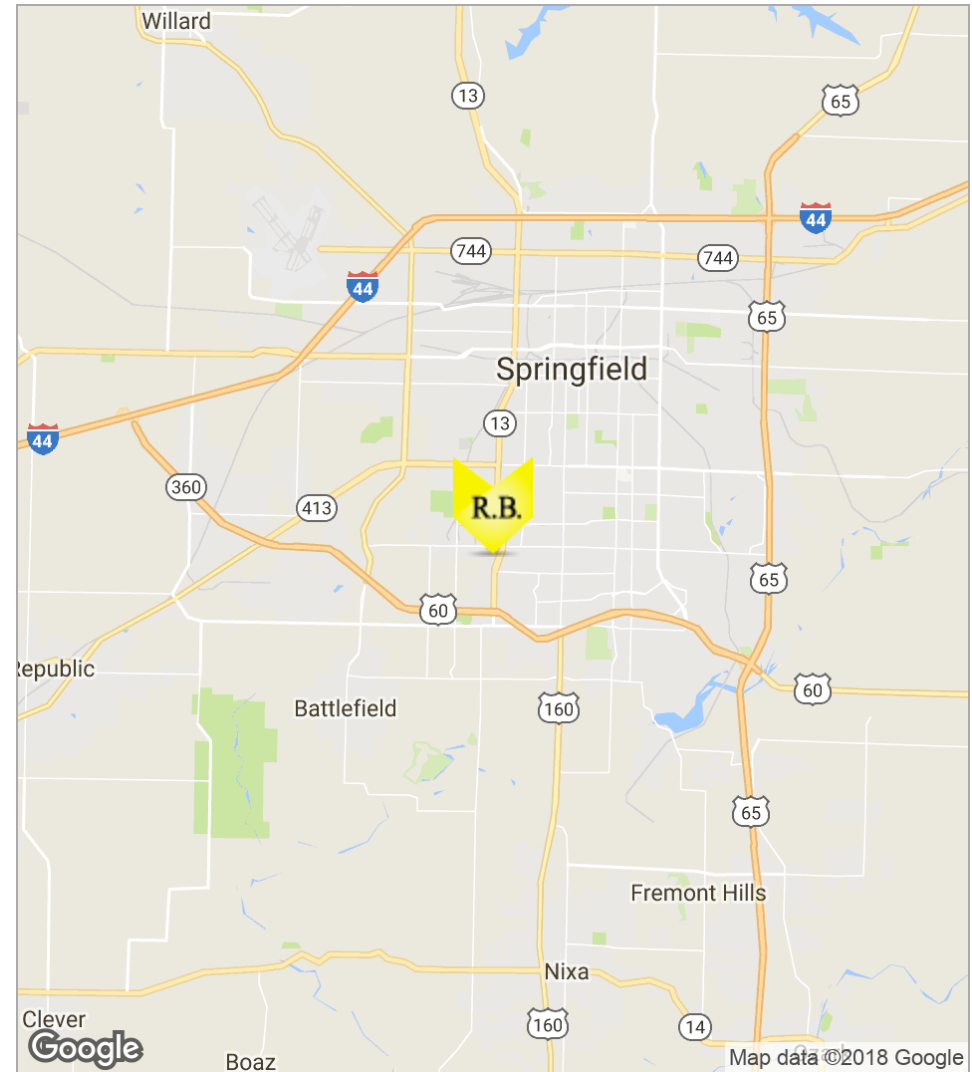 Willard
13
65
44
744
744
44
65
Springfield
13
44
360
413
R.B.
65
60
Republic
60
Battlefield
160
65
Fremont Hills
Nixa
Clever
160
14
Google
Boaz
Map data ©2018 Google